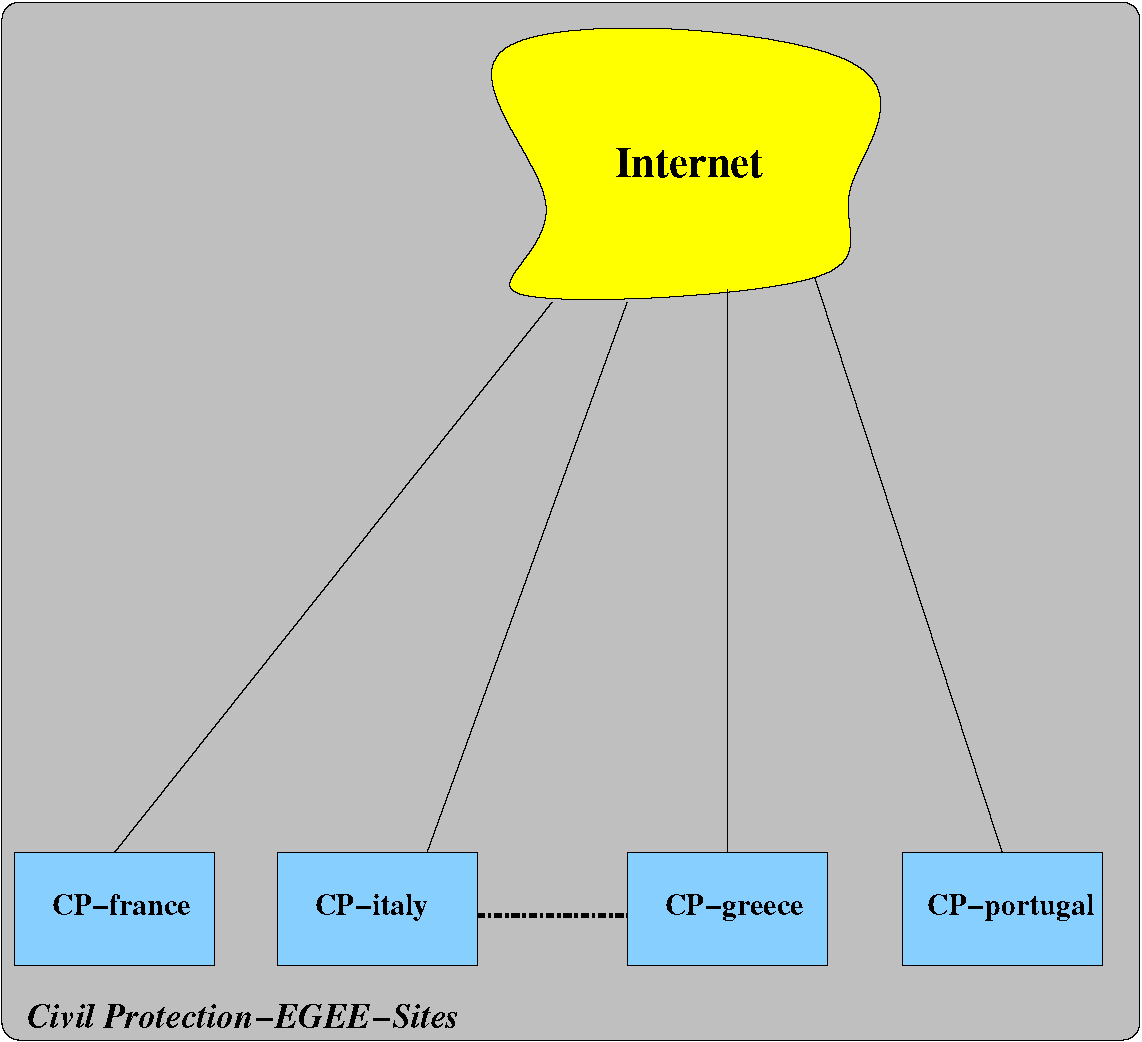 Internet
CP-france
CP-italy
CP-greece
CP-portugal
Civil Protection-EGEE-Sites